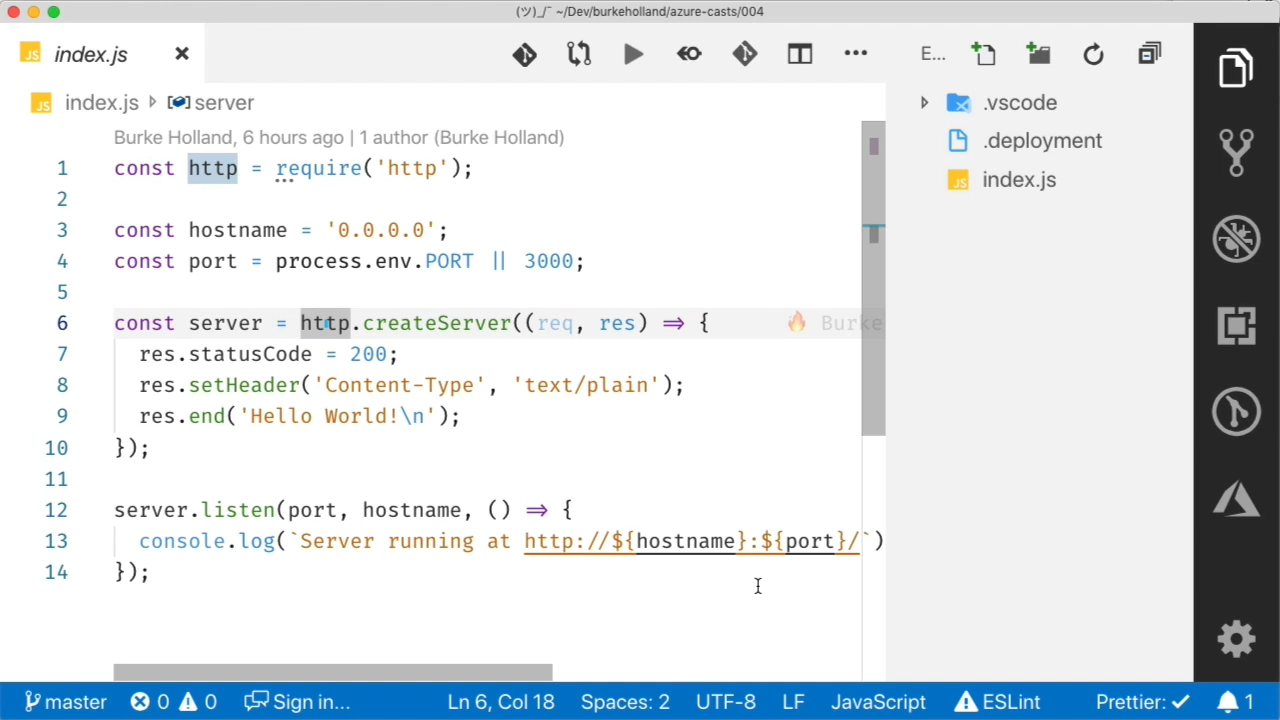 (ツ)_/¯ ~/Dev/burkeholland/azure-casts/004
JS index.js
E...
JS index.js server
Burke Holland, 6 hours ago | 1 author (Burke Holland)
1 const http = require('http');
2
3 const hostname = '0.0.0.0';
4 const port = process.env.PORT || 3000;
5
6 const server = http.createServer((req, res) => { Burke
7 res.statusCode = 200;
8 res.setHeader('Content-Type', 'text/plain');
9 res.end('Hello World!\n');
10 });
11
12 server.listen(port, hostname, () => {
13 console.log(`Server running at http://${hostname}:${port}/`)
14 });
.vscode
.deployment
JS index.js
master 0 0 Sign in... Ln 6, Col 18 Spaces: 2 UTF-8 LF JavaScript ESLint Prettier: ✓ 1